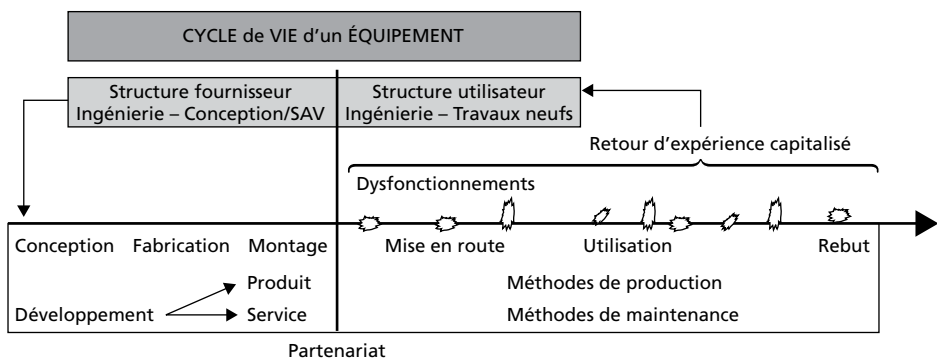 CYCLE de VIE d’un ÉQUIPEMENT
Structure fournisseur
Ingénierie – Conception/SAV
Structure utilisateur
Ingénierie – Travaux neufs
Retour d’expérience capitalisé
Dysfonctionnements
Conception Fabrication Montage Mise en route Utilisation Rebut
Produit
Méthodes de production
Développement Service
Méthodes de maintenance
Partenariat